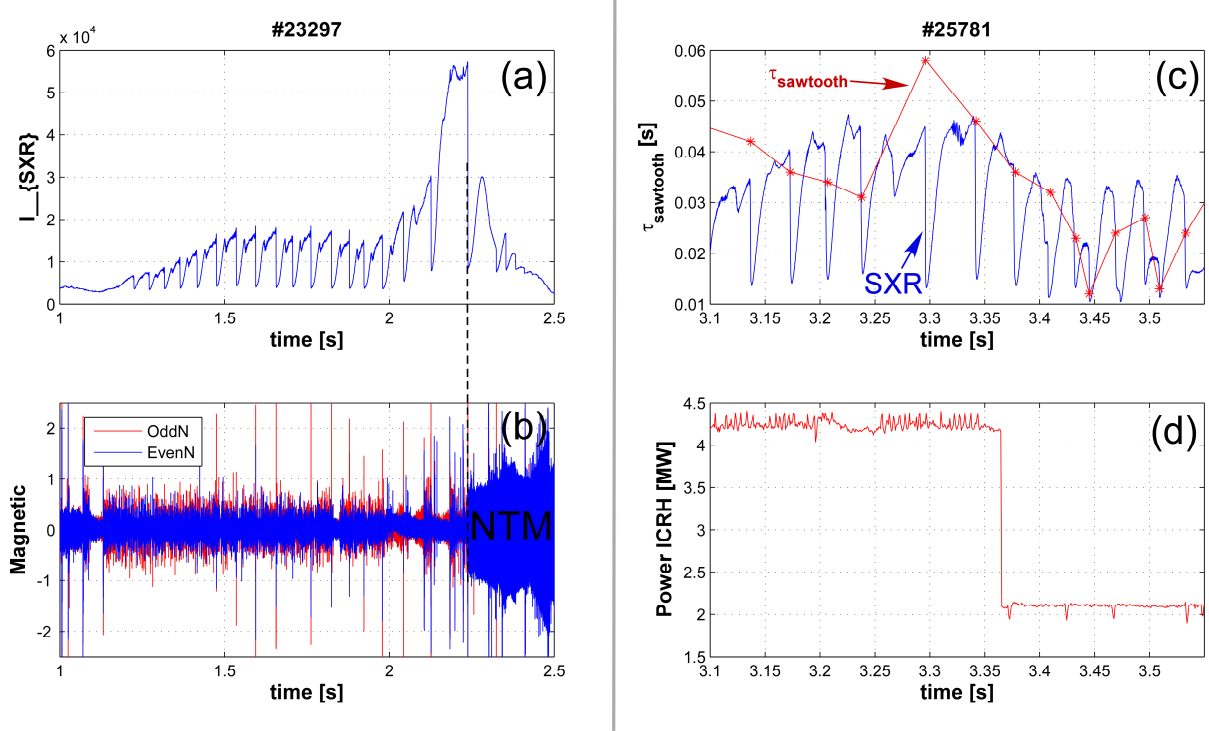 #23297
x 10^4
(a)
6
5
4
3
2
1
0
I__{SXR}
1
1.5
2
2.5
time [s]
OddN
EvenN
(b)
2
1
0
-1
-2
Magnetic
NTM
1
1.5
2
2.5
time [s]
#25781
(c)
0.06
0.05
0.04
0.03
0.02
0.01
τsawtooth [s]
τsawtooth
SXR
3.1
3.15
3.2
3.25
3.3
3.35
3.4
3.45
3.5
time [s]
(d)
4.5
4
3.5
3
2.5
2
1.5
Power ICRH [MW]
3.1
3.15
3.2
3.25
3.3
3.35
3.4
3.45
3.5
time [s]